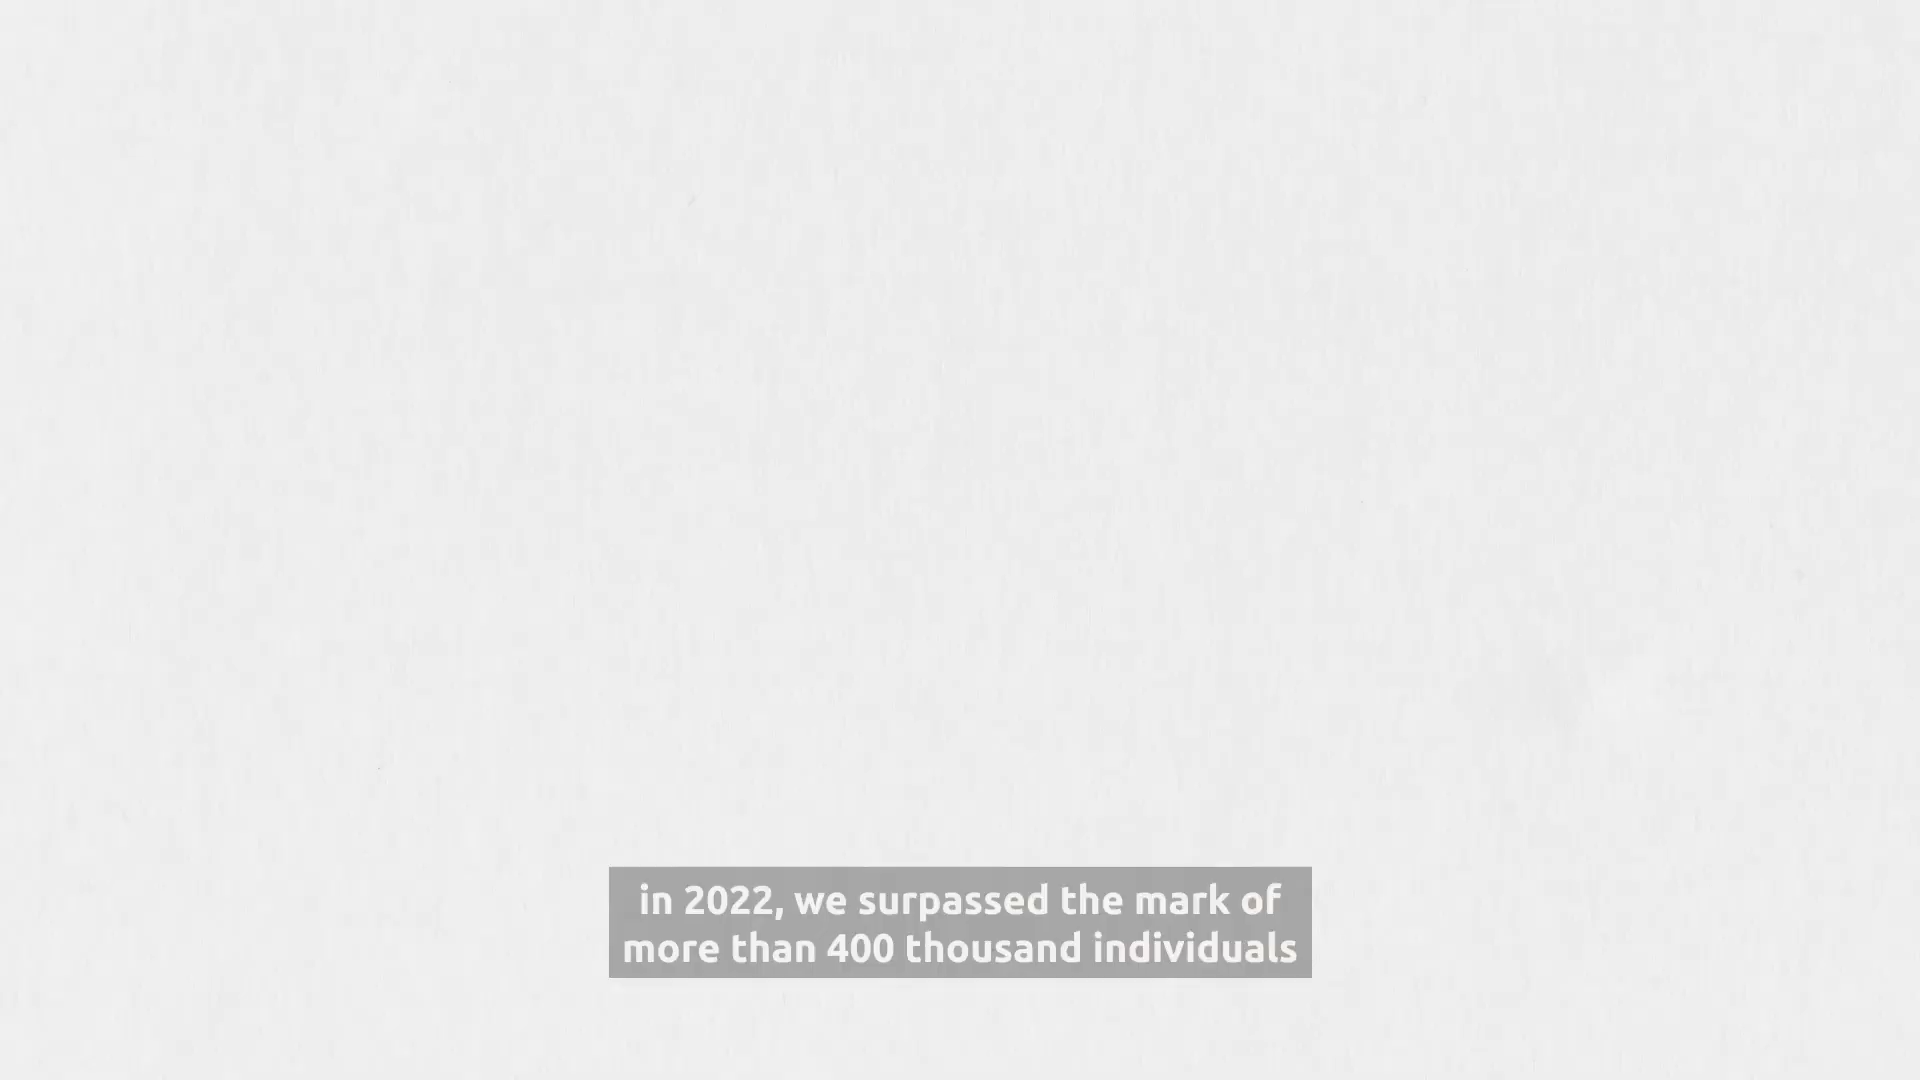 in 2022, we surpassed the mark of
more than 400 thousand individuals